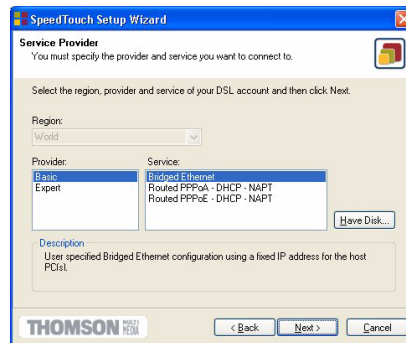 SpeedTouch Setup Wizard
Service Provider
You must specify the provider and service you want to connect to.
Select the region, provider and service of your DSL account and then click Next.
Region:
World
Provider:
Service:
Basic
Expert
Bridged Ethernet
Routed PPPoA - DHCP - NAPT
Routed PPPoE - DHCP - NAPT
Have Disk...
Description
User specified Bridged Ethernet configuration using a fixed IP address for the host
PC(s).
THOMSON MULTI MEDIA
< Back
Next >
Cancel